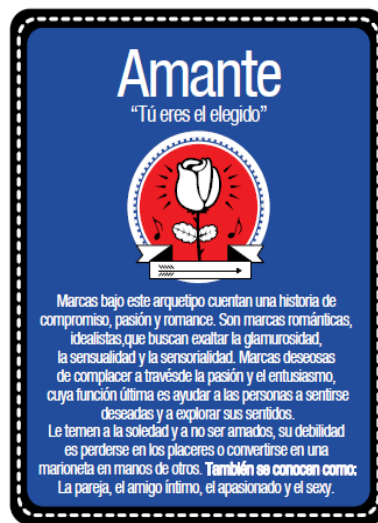 Amante
“Tú eres el elegido”
Marcas bajo este arquetipo cuentan una historia de
compromiso, pasión y romance. Son marcas románticas,
idealistas,que buscan exaltar la glamurosidad,
la sensualidad y la sensorialidad. Marcas deseosas
de complacer a travésde la pasión y el entusiasmo,
cuya función última es ayudar a las personas a sentirse
deseadas y a explorar sus sentidos.
Le temen a la soledad y a no ser amados, su debilidad
es perderse en los placeres o convertirse en una
marioneta en manos de otros. También se conocen como:
La pareja, el amigo íntimo, el apasionado y el sexy.